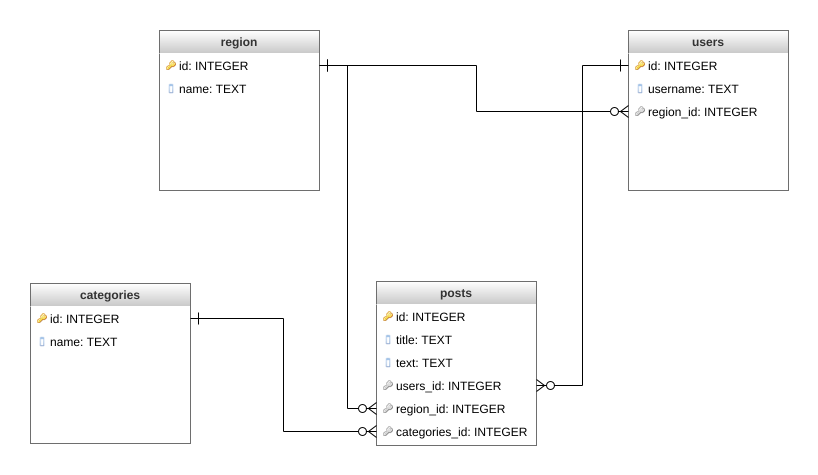 region
id: INTEGER
name: TEXT
users
id: INTEGER
username: TEXT
region_id: INTEGER
categories
id: INTEGER
name: TEXT
posts
id: INTEGER
title: TEXT
text: TEXT
users_id: INTEGER
region_id: INTEGER
categories_id: INTEGER